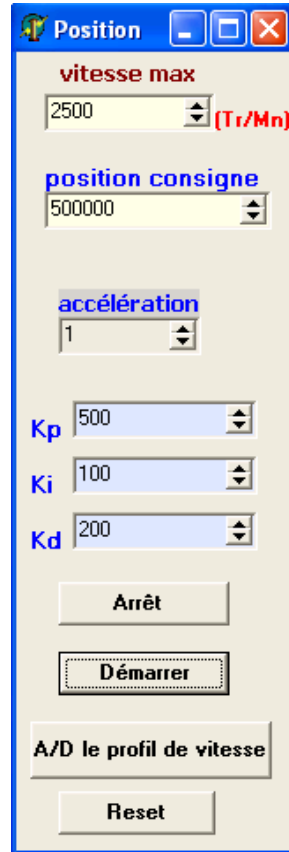 Position
vitesse max
2500
(Tr/Mn)
position consigne
500000
accélération
1
Kp 500
Ki 100
Kd 200
Arrêt
Démarrer
A/D le profil de vitesse
Reset